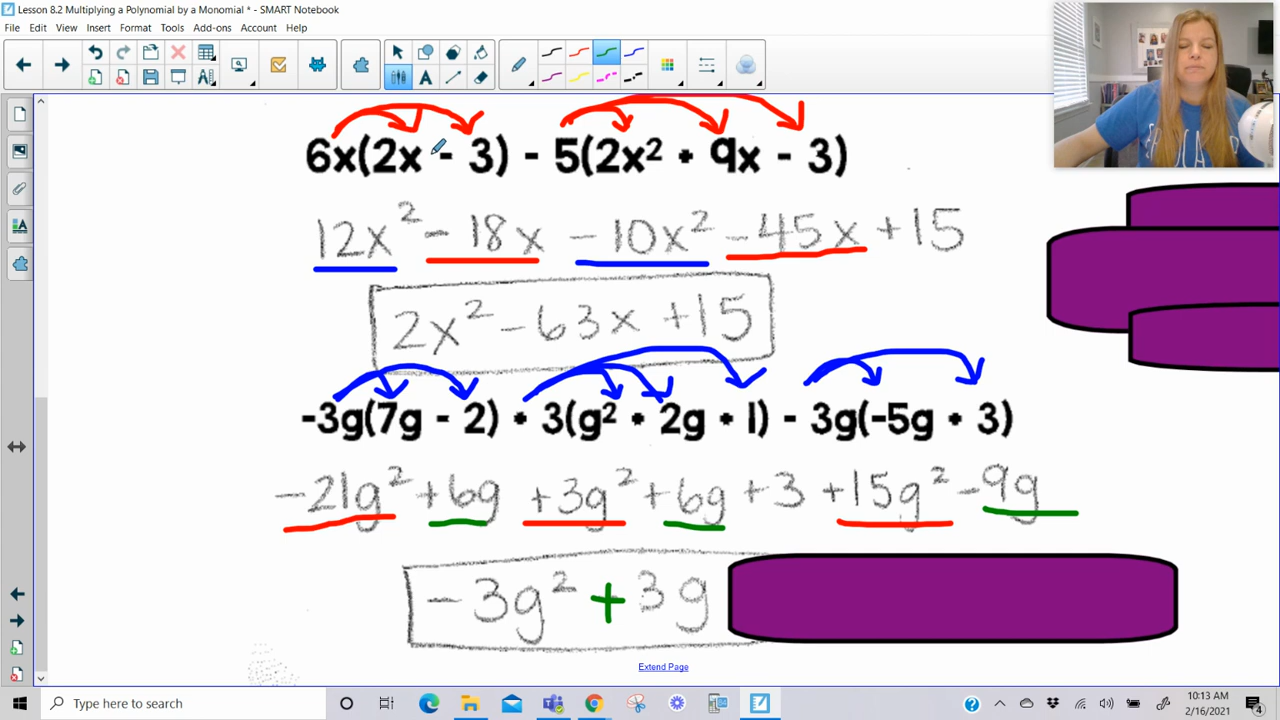 Lesson 8.2 Multiplying a Polynomial by a Monomial * - SMART Notebook
File Edit View Insert Format Tools Add-ons Account Help
6x(2x - 3) - 5(2x² + 9x - 3)
12x² - 18x - 10x² - 45x + 15
2x² - 63x + 15
-3g(7g - 2) + 3(g² + 2g + 1) - 3g(-5g + 3)
-21g² + 6g + 3g² + 6g + 3 + 15g² - 9g
-3g² + 3g
Extend Page
Type here to search
10:13 AM
2/16/2021
4